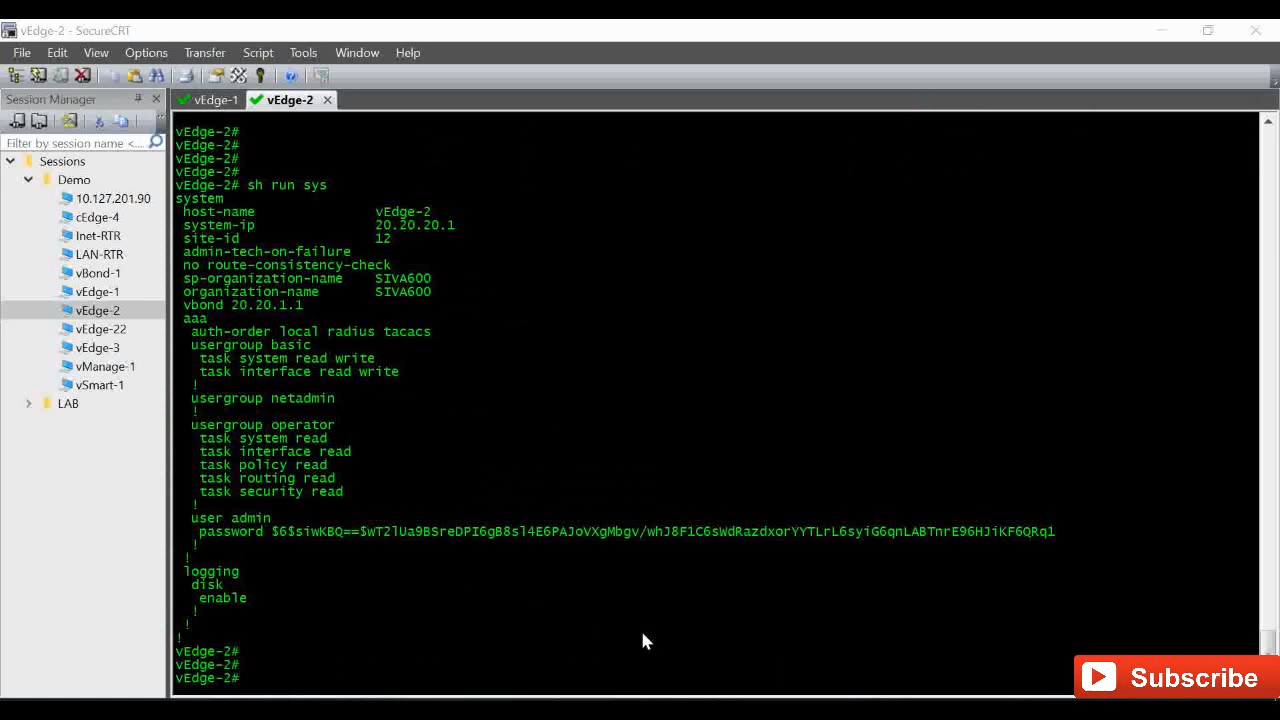 vEdge-2 - SecureCRT
File Edit View Options Transfer Script Tools Window Help
Session Manager
vEdge-1 vEdge-2
Filter by session name <...
Sessions
Demo
10.127.201.90
cEdge-4
Inet-RTR
LAN-RTR
vBond-1
vEdge-1
vEdge-2
vEdge-22
vEdge-3
vManage-1
vSmart-1
LAB
vEdge-2#
vEdge-2#
vEdge-2#
vEdge-2#
vEdge-2# sh run sys
system
host-name vEdge-2
system-ip 20.20.20.1
site-id 12
admin-tech-on-failure
no route-consistency-check
sp-organization-name SIVA600
organization-name SIVA600
vbond 20.20.1.1
aaa
auth-order local radius tacacs
usergroup basic
task system read write
task interface read write
!
usergroup netadmin
!
usergroup operator
task system read
task interface read
task policy read
task routing read
task security read
!
user admin
password $6$siwKBQ==$wT2lUa9BSreDPI6gB8sl4E6PAJoVXgMbgv/whJ8F1C6sWdRazdxorYYTLrL6syiG6qnLABTnrE96HJiKF6QRq1
!
!
logging
disk
enable
!
!
!
vEdge-2#
vEdge-2#
vEdge-2#
Subscribe